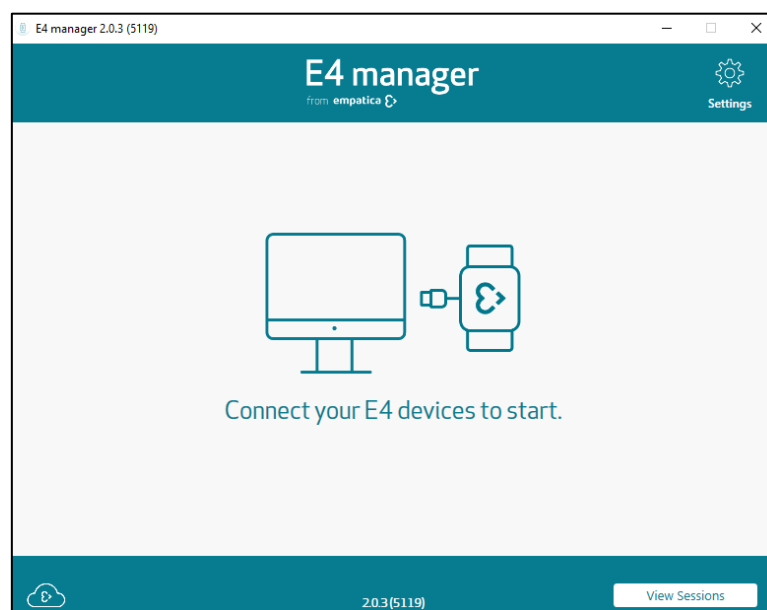 E4 manager 2.0.3 (5119)
E4 manager
from empatica
Settings
Connect your E4 devices to start.
2.0.3(5119)
View Sessions